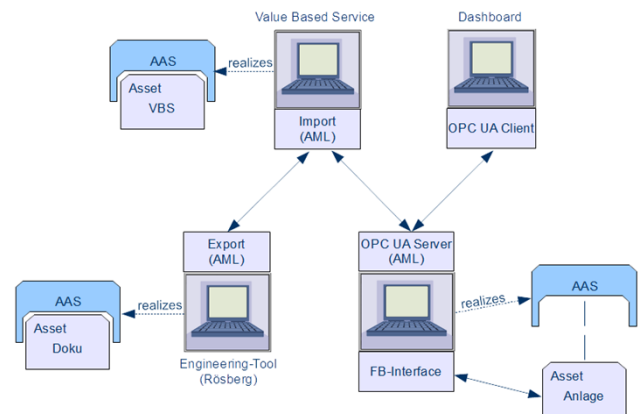 Value Based Service
Dashboard
AAS
realizes
Asset
VBS
Import
(AML)
OPC UA Client
Export
(AML)
OPC UA Server
(AML)
AAS
realizes
Asset
Doku
realizes
AAS
Engineering-Tool
(Rösberg)
FB-Interface
Asset
Anlage